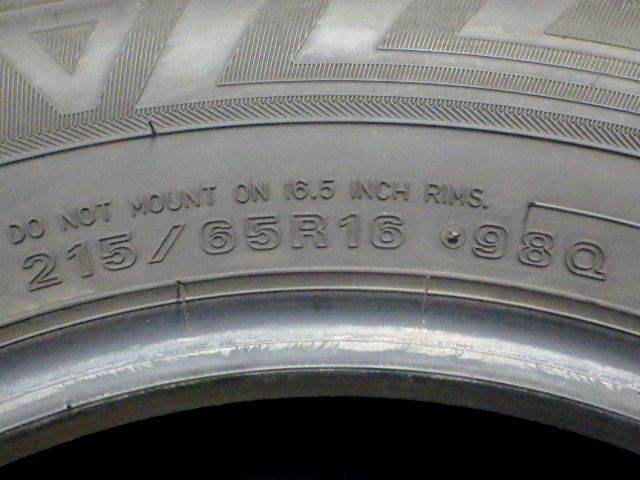 DO NOT MOUNT ON 16.5 INCH RIMS.
215/65R16 98Q